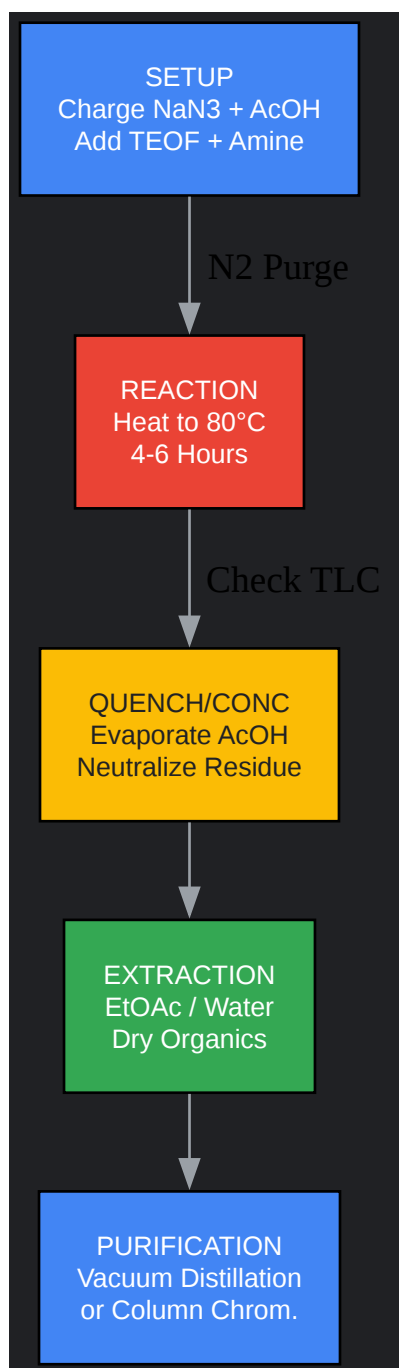 SETUP
Charge NaN3 + AcOH
Add TEOF + Amine
N2 Purge
REACTION
Heat to 80°C
4-6 Hours
Check TLC
QUENCH/CONC
Evaporate AcOH
Neutralize Residue
EXTRACTION
EtOAc / Water
Dry Organics
PURIFICATION
Vacuum Distillation
or Column Chrom.